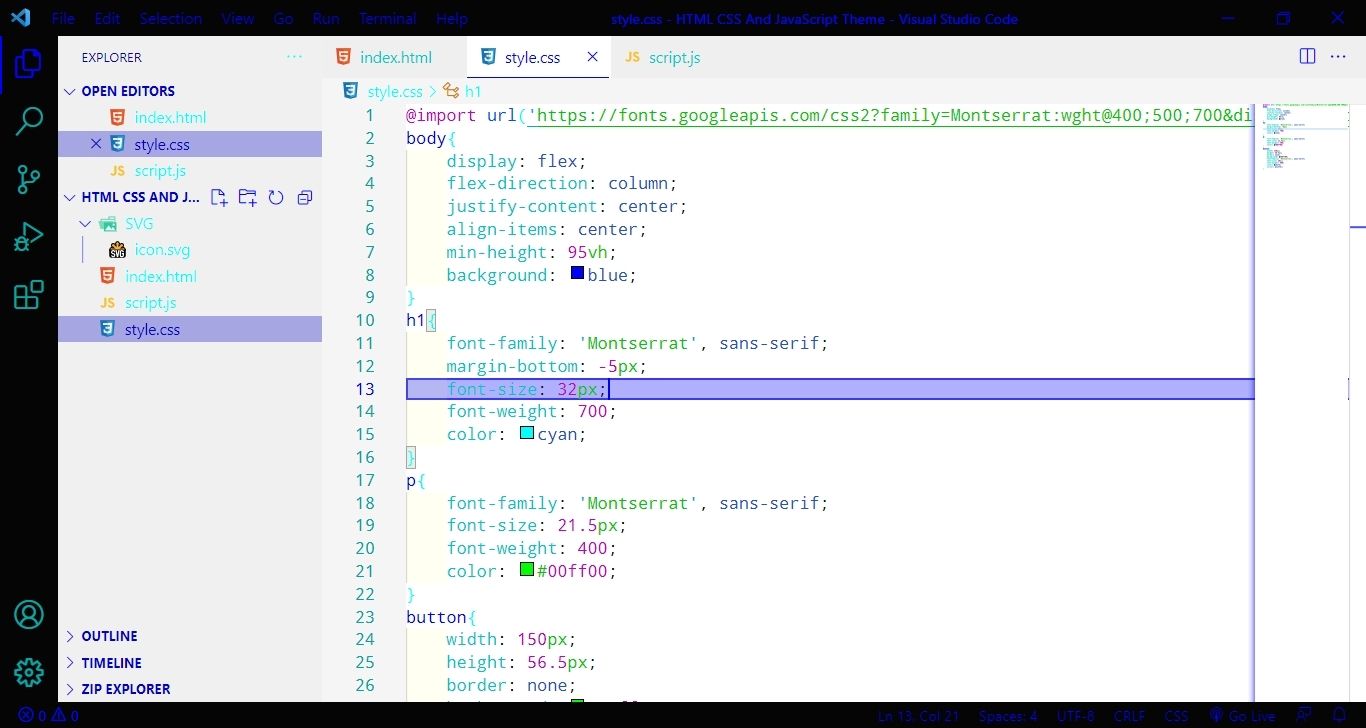 File Edit Selection View Go Run Terminal Help
style.css - HTML CSS And JavaScript Theme - Visual Studio Code
EXPLORER
OPEN EDITORS
index.html
style.css
JS script.js
HTML CSS AND J...
SVG
SVG icon.svg
index.html
JS script.js
style.css
OUTLINE
TIMELINE
ZIP EXPLORER
index.html style.css JS script.js
style.css > h1
1 @import url('https://fonts.googleapis.com/css2?family=Montserrat:wght@400;500;700&di
2 body{
3 display: flex;
4 flex-direction: column;
5 justify-content: center;
6 align-items: center;
7 min-height: 95vh;
8 background: blue;
9 }
10 h1{
11 font-family: 'Montserrat', sans-serif;
12 margin-bottom: -5px;
13 font-size: 32px;
14 font-weight: 700;
15 color: cyan;
16 }
17 p{
18 font-family: 'Montserrat', sans-serif;
19 font-size: 21.5px;
20 font-weight: 400;
21 color: #00ff00;
22 }
23 button{
24 width: 150px;
25 height: 56.5px;
26 border: none;
0 0 Ln 13, Col 21 Spaces: 4 UTF-8 CRLF CSS Go Live